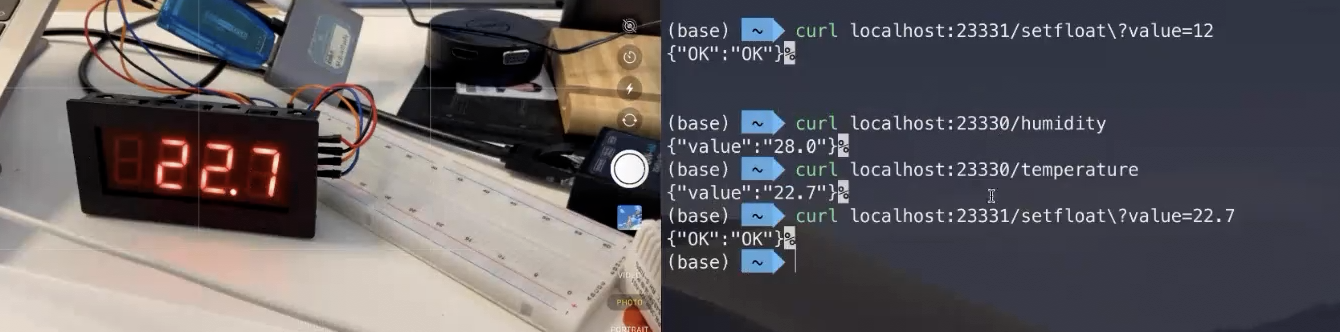 22.7
VIDEO
PHOTO
PORTRAIT
(base) ~ curl localhost:23331/setfloat\?value=12
{"OK":"OK"}%
(base) ~ curl localhost:23330/humidity
{"value":"28.0"}%
(base) ~ curl localhost:23330/temperature
{"value":"22.7"}%
(base) ~ curl localhost:23331/setfloat\?value=22.7
{"OK":"OK"}%
(base) ~